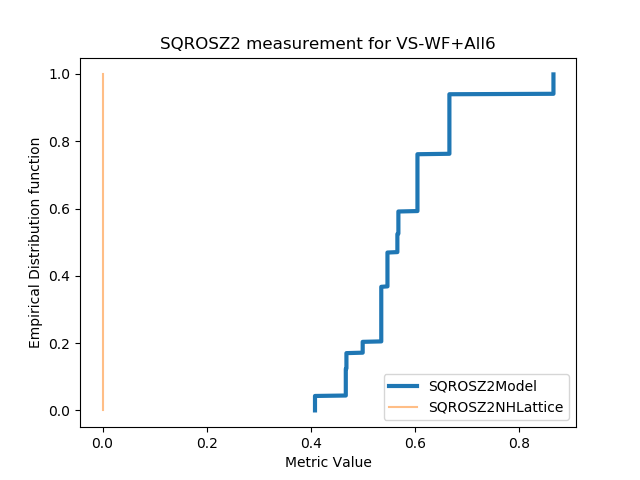 SQROSZ2 measurement for VS-WF+All6
1.0
0.8
0.6
0.4
0.2
0.0
Empirical Distribution function
SQROSZ2Model
SQROSZ2NHLattice
0.0 0.2 0.4 0.6 0.8
Metric Value